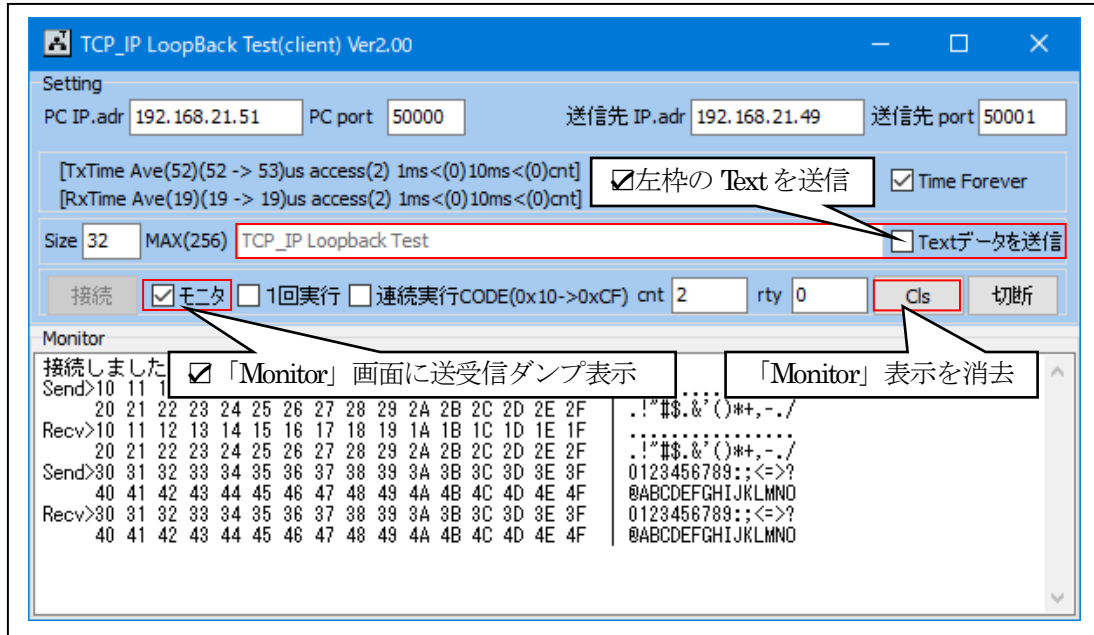 TCP_IP LoopBack Test(client) Ver2.00
Setting
PC IP.adr 192.168.21.51 PC port 50000 送信先 IP.adr 192.168.21.49 送信先 port 50001
[TxTime Ave(52)(52 -> 53)us access(2) 1ms<(0)10ms<(0)cnt]
[RxTime Ave(19)(19 -> 19)us access(2) 1ms<(0)10ms<(0)cnt]
☑左枠の Text を送信
Time Forever
Size 32 MAX(256) TCP_IP Loopback Test Textデータを送信
接続 モニタ 1回実行 連続実行CODE(0x10->0xCF) cnt 2 rty 0 Cls 切断
Monitor
☑「Monitor」画面に送受信ダンプ表示
「Monitor」表示を消去
接続しました
Send>10 11 1
20 21 22 23 24 25 26 27 28 29 2A 2B 2C 2D 2E 2F | .!"#$.&'()*+,-./
Recv>10 11 12 13 14 15 16 17 18 19 1A 1B 1C 1D 1E 1F | ................
20 21 22 23 24 25 26 27 28 29 2A 2B 2C 2D 2E 2F | .!"#$.&'()*+,-./
Send>30 31 32 33 34 35 36 37 38 39 3A 3B 3C 3D 3E 3F | 0123456789:;<=>?
40 41 42 43 44 45 46 47 48 49 4A 4B 4C 4D 4E 4F | @ABCDEFGHIJKLMNO
Recv>30 31 32 33 34 35 36 37 38 39 3A 3B 3C 3D 3E 3F | 0123456789:;<=>?
40 41 42 43 44 45 46 47 48 49 4A 4B 4C 4D 4E 4F | @ABCDEFGHIJKLMNO